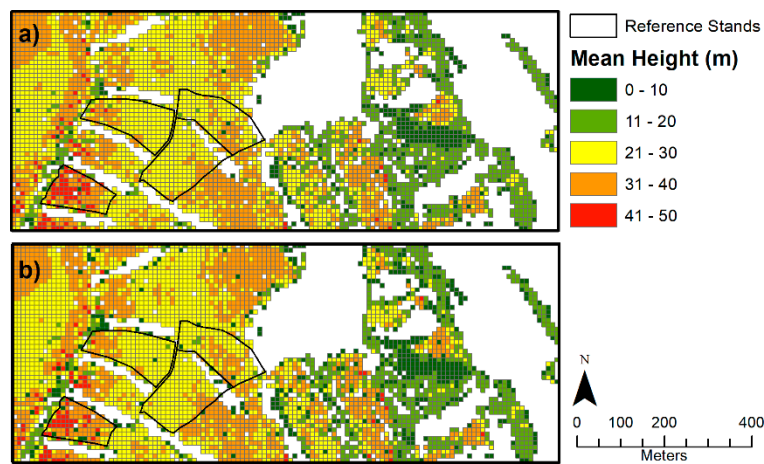 a)
Reference Stands
Mean Height (m)
0 - 10
11 - 20
21 - 30
31 - 40
41 - 50
b)
N
0 100 200 300 400
Meters